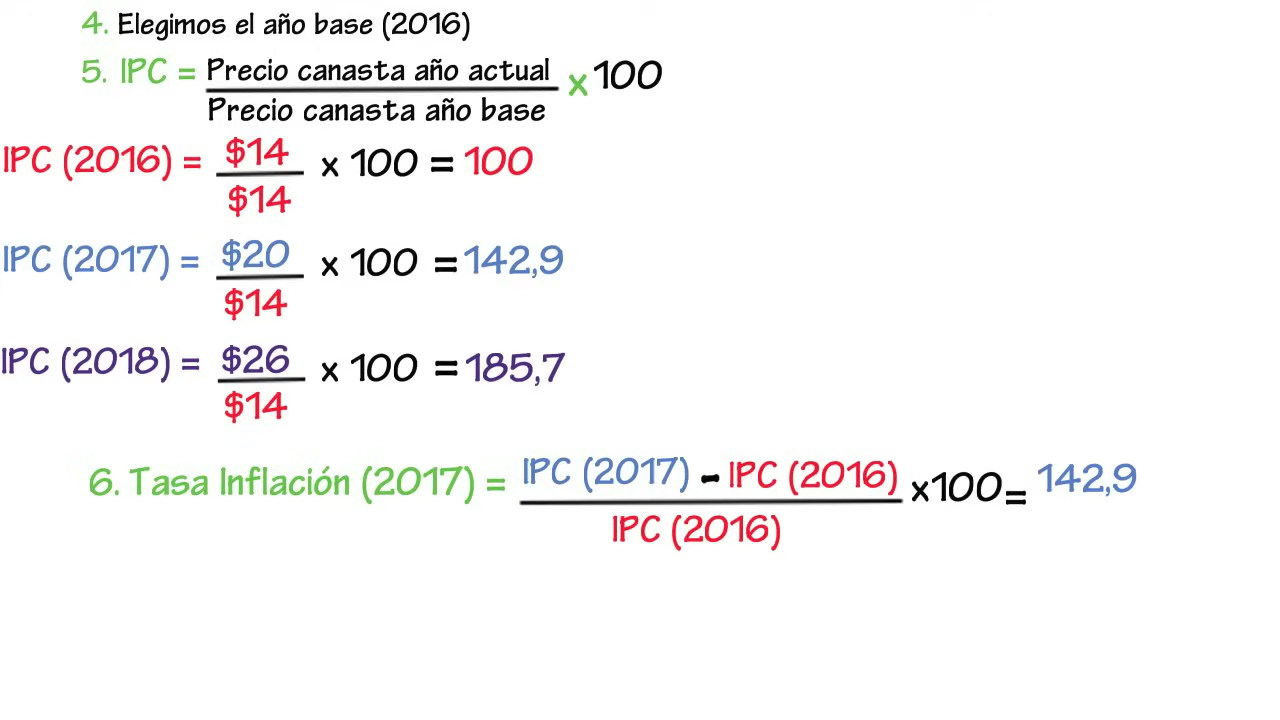 4. Elegimos el año base (2016)
5. IPC = Precio canasta año actual x 100
Precio canasta año base
IPC (2016) = $14 x 100 = 100
$14
IPC (2017) = $20 x 100 = 142,9
$14
IPC (2018) = $26 x 100 = 185,7
$14
6. Tasa Inflación (2017) = IPC (2017) - IPC (2016) x100 = 142,9
IPC (2016)